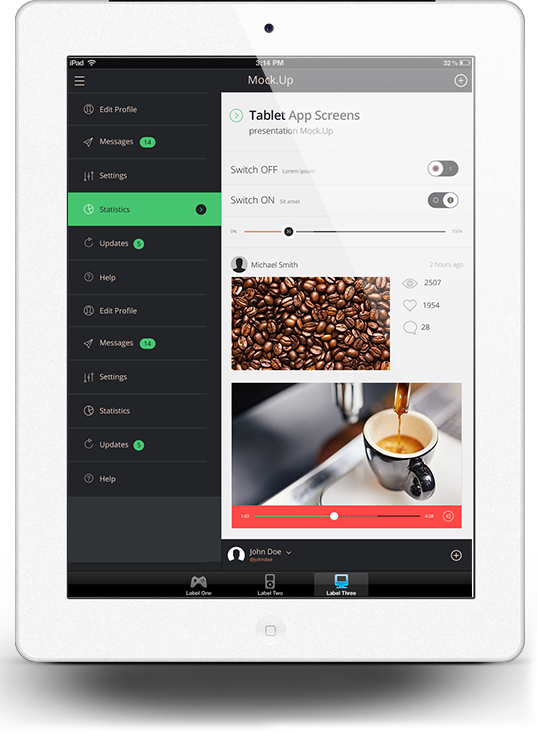 iPad 3:14 PM 32 %
Mock.Up
Edit Profile
Messages 14
Settings
Statistics
Updates 5
Help
Edit Profile
Messages 14
Settings
Statistics
Updates 5
Help
Tablet App Screens
presentation Mock.Up
Switch OFF Lorem ipsum
Switch ON Sit amet
0% 100%
Michael Smith 2 hours ago
2507
1954
28
1:40
John Doe
@johndoe
Label One Label Two Label Three